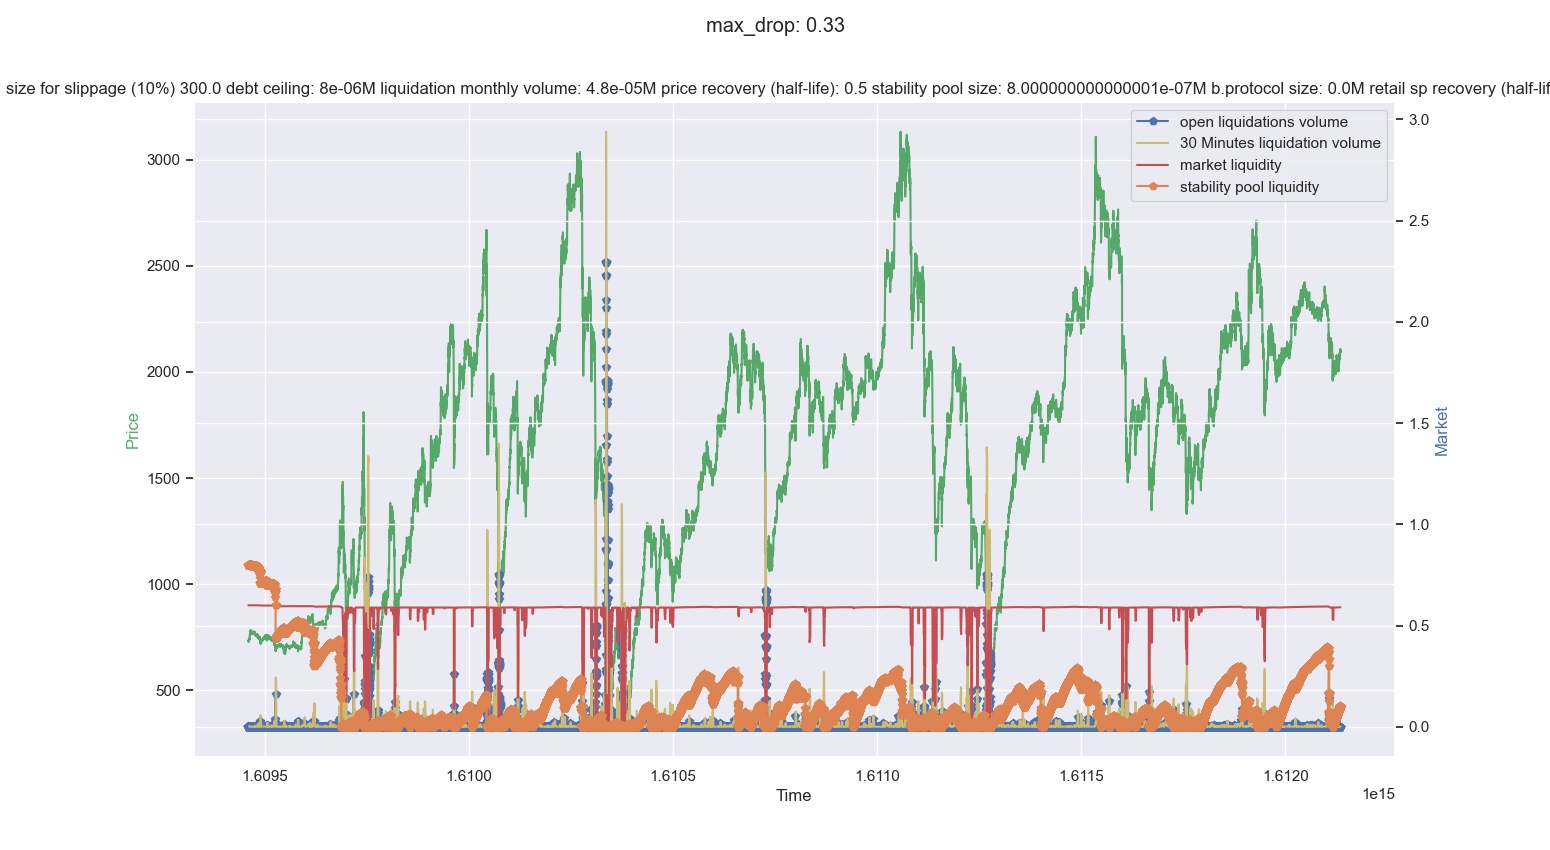 max_drop: 0.33
size for slippage (10%) 300.0 debt ceiling: 8e-06M liquidation monthly volume: 4.8e-05M price recovery (half-life): 0.5 stability pool size: 8.000000000000001e-07M b.protocol size: 0.0M retail sp recovery (half-lif
open liquidations volume
30 Minutes liquidation volume
market liquidity
stability pool liquidity
3000
2500
2000
1500
1000
500
Price
3.0
2.5
2.0
1.5
1.0
0.5
0.0
Market
1.6095
1.6100
1.6105
1.6110
1.6115
1.6120
1e15
Time